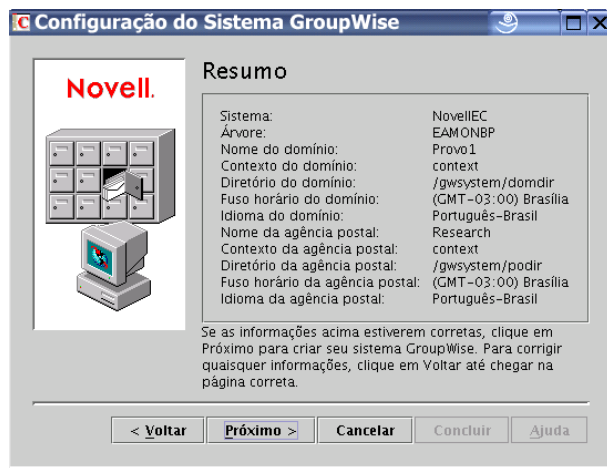 Configuração do Sistema GroupWise
Novell.
Resumo
Sistema: NovellEC
Árvore: EAMONBP
Nome do domínio: Provo1
Contexto do domínio: context
Diretório do domínio: /gwsystem/domdir
Fuso horário do domínio: (GMT-03:00) Brasília
Idioma do domínio: Português-Brasil
Nome da agência postal: Research
Contexto da agência postal: context
Diretório da agência postal: /gwsystem/podir
Fuso horário da agência postal: (GMT-03:00) Brasília
Idioma da agência postal: Português-Brasil
Se as informações acima estiverem corretas, clique em
Próximo para criar seu sistema GroupWise. Para corrigir
quaisquer informações, clique em Voltar até chegar na
página correta.
< Voltar Próximo > Cancelar Concluir Ajuda